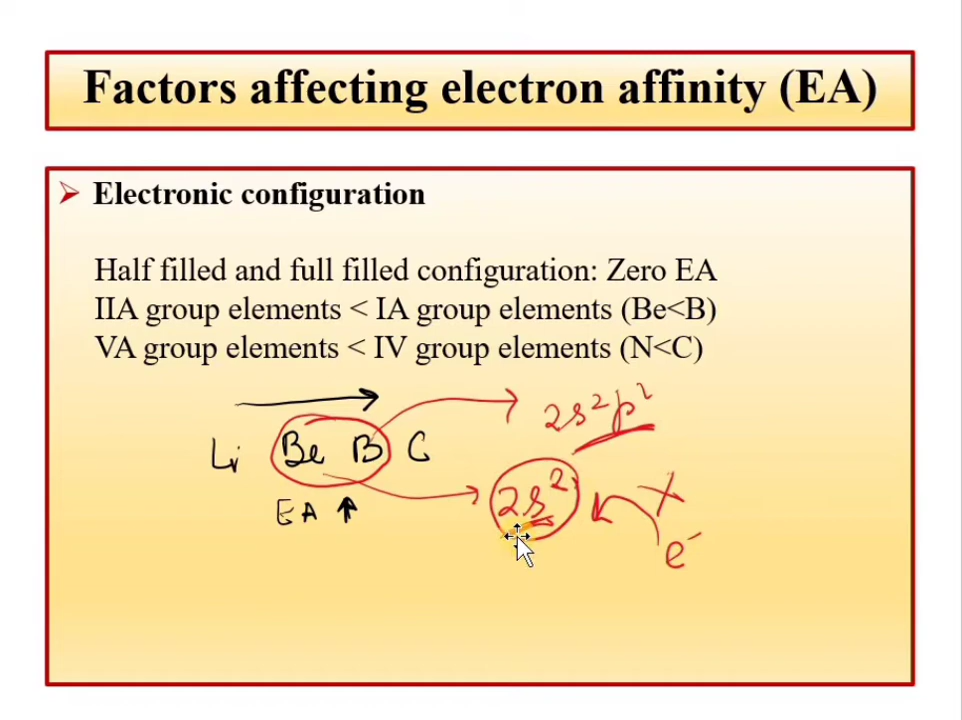 Factors affecting electron affinity (EA)
Electronic configuration
Half filled and full filled configuration: Zero EA
IIA group elements < IA group elements (Be<B)
VA group elements < IV group elements (N<C)
Li Be B C
2s²p¹
EA ↑
2s²
e⁻